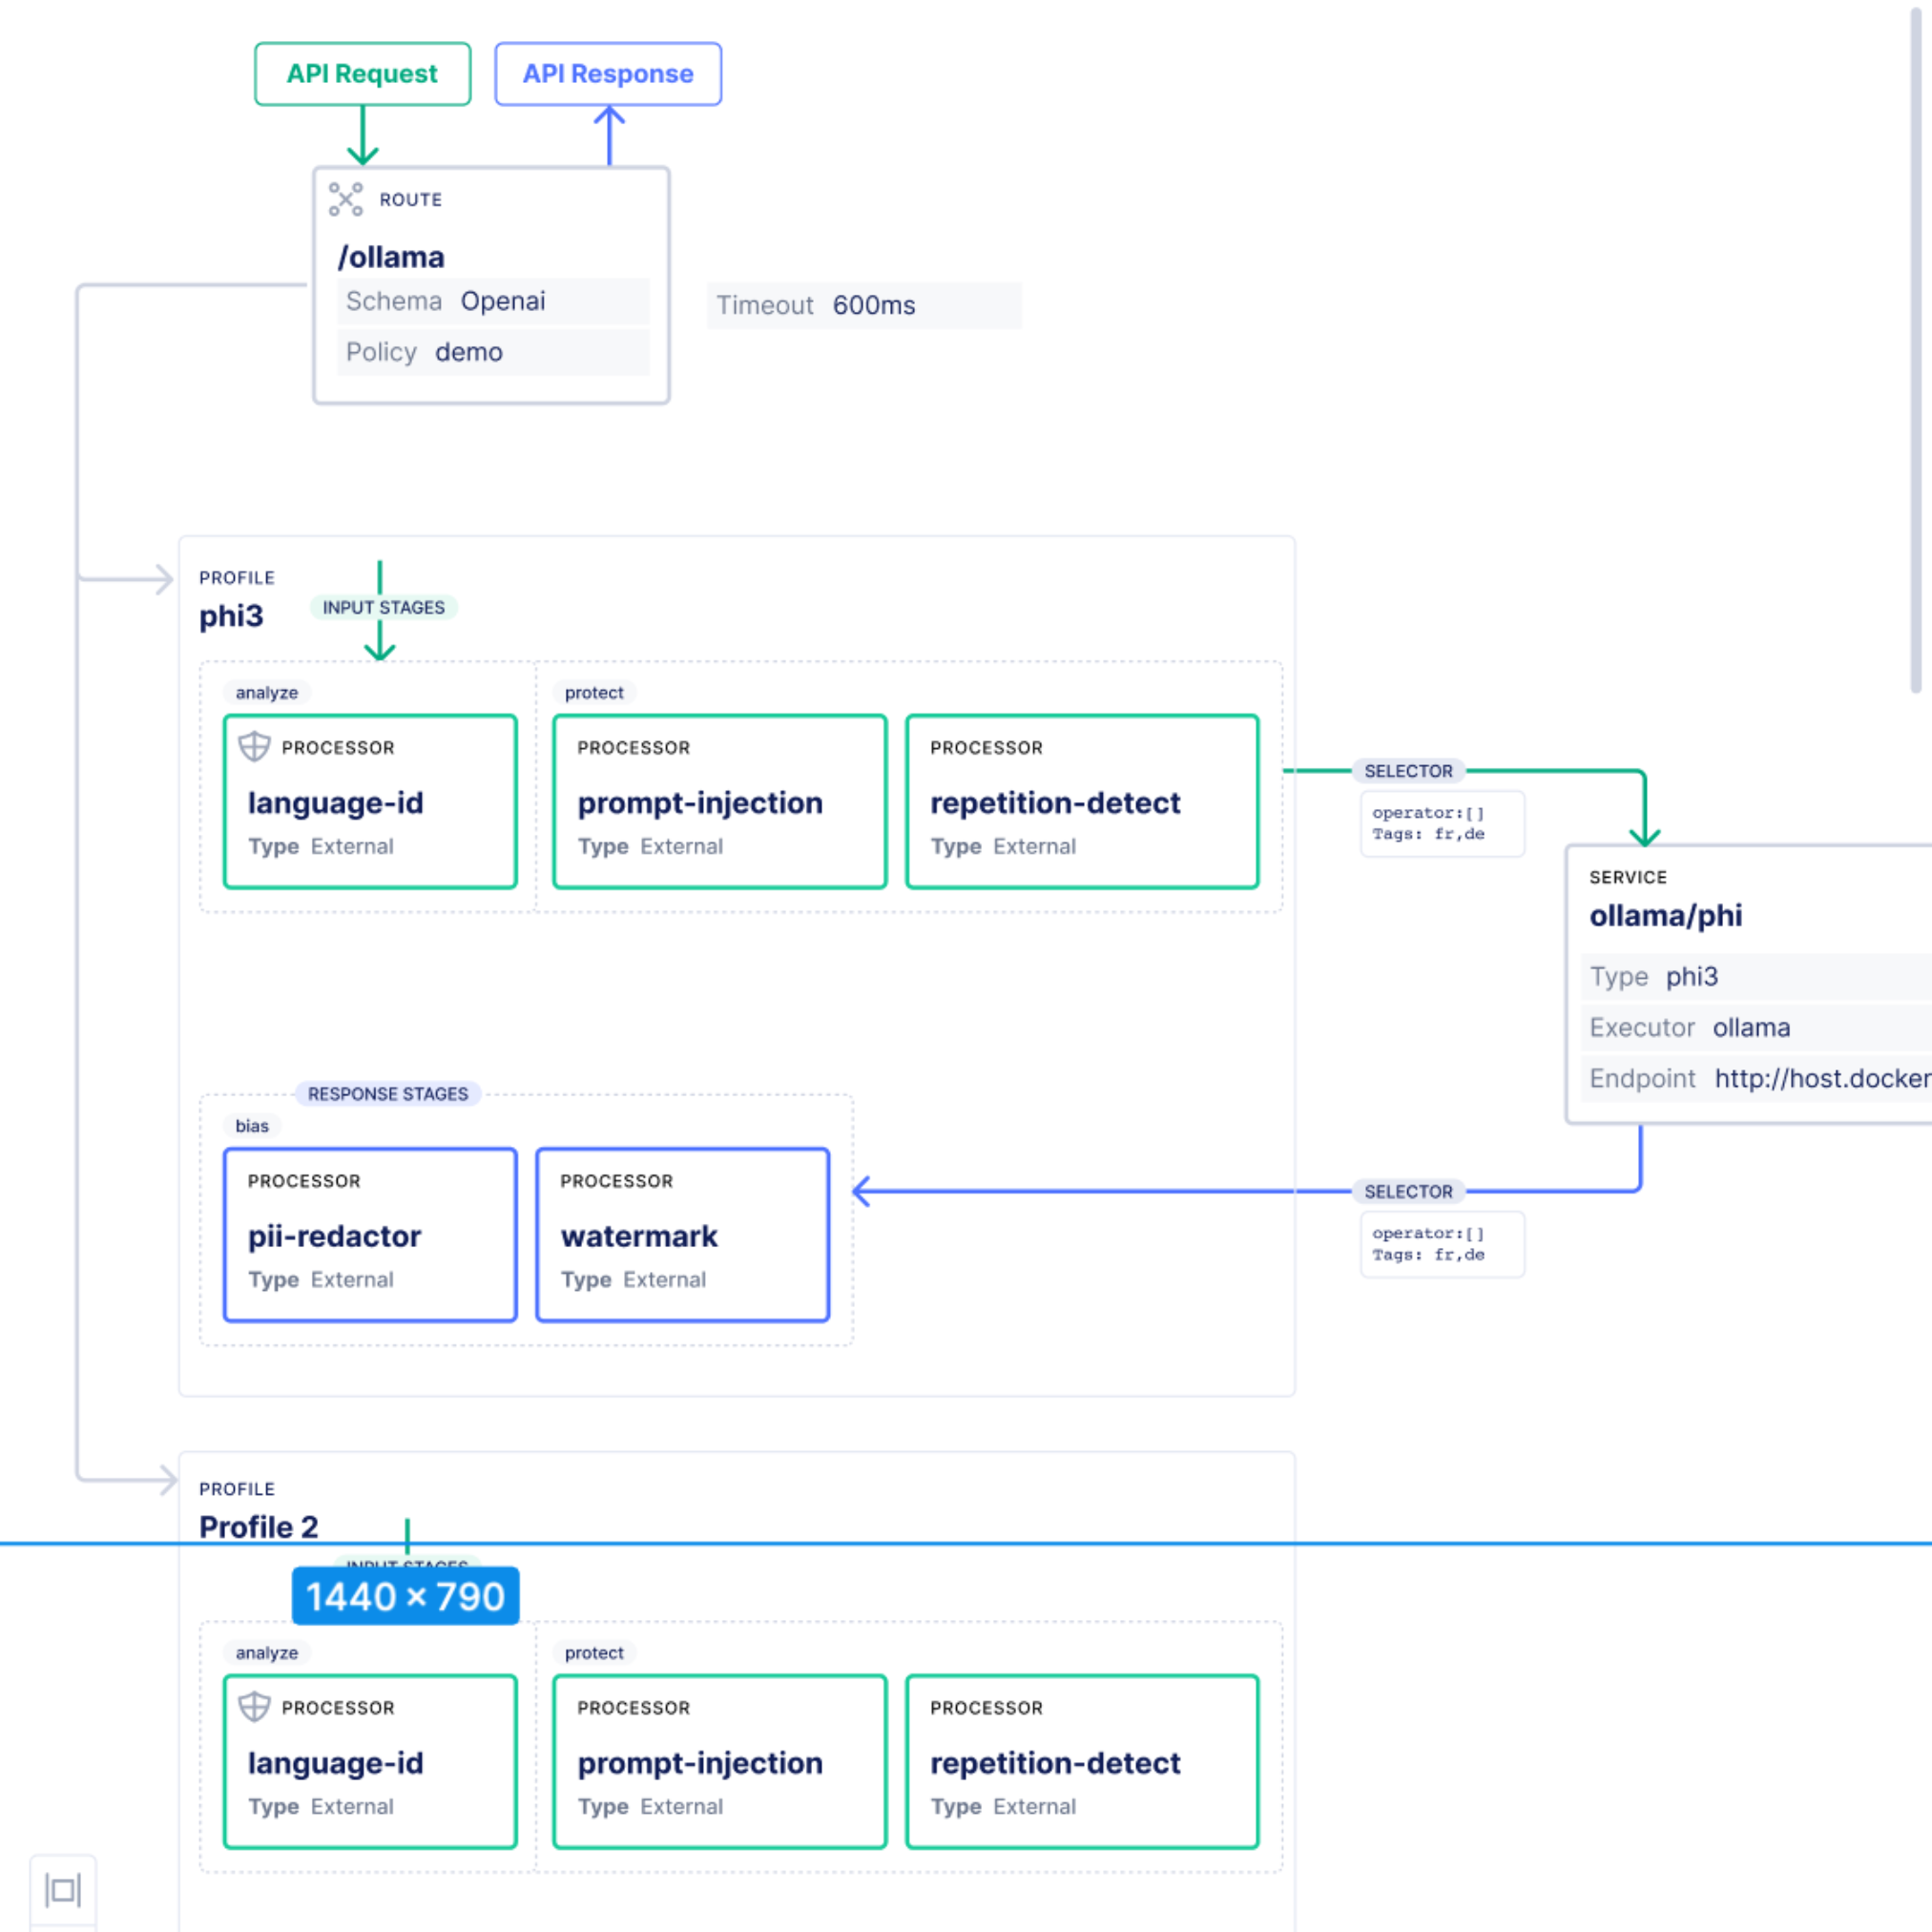 API Request
API Response
ROUTE
/ollama
Schema Openai
Timeout 600ms
Policy demo
PROFILE
phi3
INPUT STAGES
analyze
protect
PROCESSOR
language-id
Type External
PROCESSOR
prompt-injection
Type External
PROCESSOR
repetition-detect
Type External
SELECTOR
operator:[]
Tags: fr,de
SERVICE
ollama/phi
Type phi3
Executor ollama
Endpoint http://host.docker
RESPONSE STAGES
bias
PROCESSOR
pii-redactor
Type External
PROCESSOR
watermark
Type External
SELECTOR
operator:[]
Tags: fr,de
PROFILE
Profile 2
INPUT STAGES
1440 × 790
analyze
protect
PROCESSOR
language-id
Type External
PROCESSOR
prompt-injection
Type External
PROCESSOR
repetition-detect
Type External